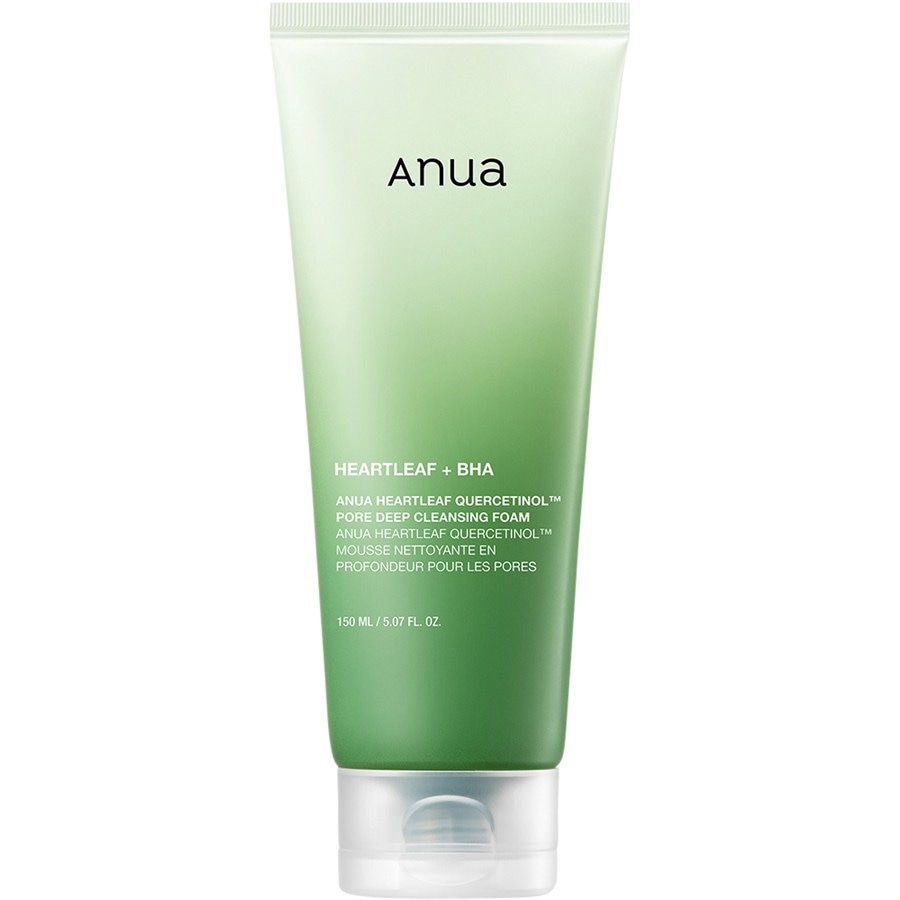 Anua
HEARTLEAF + BHA
ANUA HEARTLEAF QUERCETINOL™
PORE DEEP CLEANSING FOAM
ANUA HEARTLEAF QUERCETINOL™
MOUSSE NETTOYANTE EN
PROFONDEUR POUR LES PORES
150 ML / 5.07 FL. OZ.